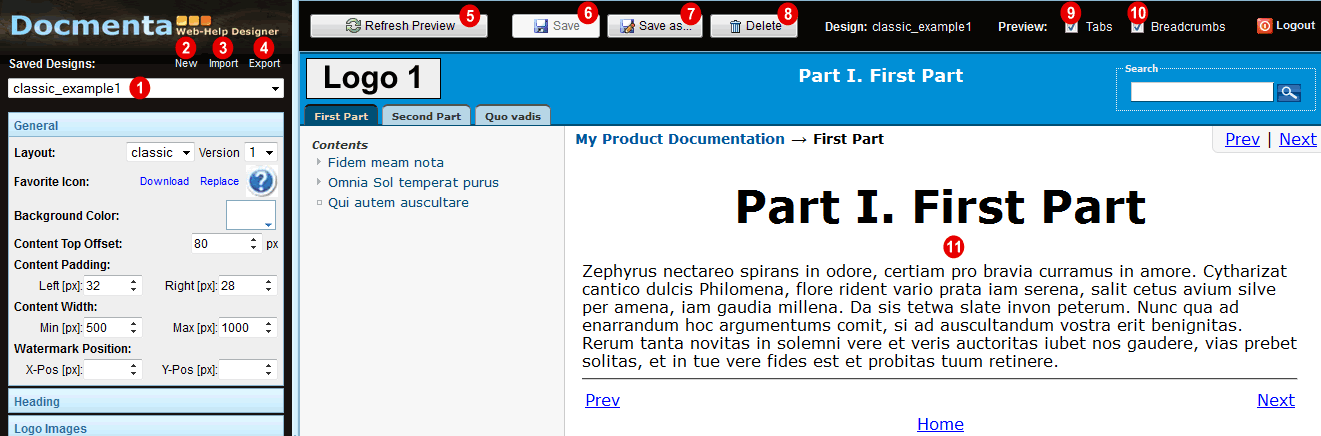 Docmenta Web-Help Designer
2 3 4
Saved Designs: New Import Export
classic_example1 1
General
Layout: classic Version 1
Favorite Icon: Download Replace ?
Background Color:
Content Top Offset: 80 px
Content Padding:
Left [px]: 32 Right [px]: 28
Content Width:
Min [px]: 500 Max [px]: 1000
Watermark Position:
X-Pos [px]: Y-Pos [px]:
Heading
Logo Images
5 6 7 8 9 10
Refresh Preview Save Save as... Delete Design: classic_example1 Preview: Tabs Breadcrumbs Logout
Logo 1 Part I. First Part Search
First Part Second Part Quo vadis
Contents
Fidem meam nota
Omnia Sol temperat purus
Qui autem auscultare
My Product Documentation → First Part Prev | Next
Part I. First Part
11
Zephyrus nectareo spirans in odore, certiam pro bravia curramus in amore. Cytharizat
cantico dulcis Philomena, flore rident vario prata iam serena, salit cetus avium silve
per amena, iam gaudia millena. Da sis tetwa slate invon peterum. Nunc qua ad
enarrandum hoc argumentums comit, si ad auscultandum vostra erit benignitas.
Rerum tanta novitas in solemni vere et veris auctoritas iubet nos gaudere, vias prebet
solitas, et in tue vere fides est et probitas tuum retinere.
Prev Next
Home